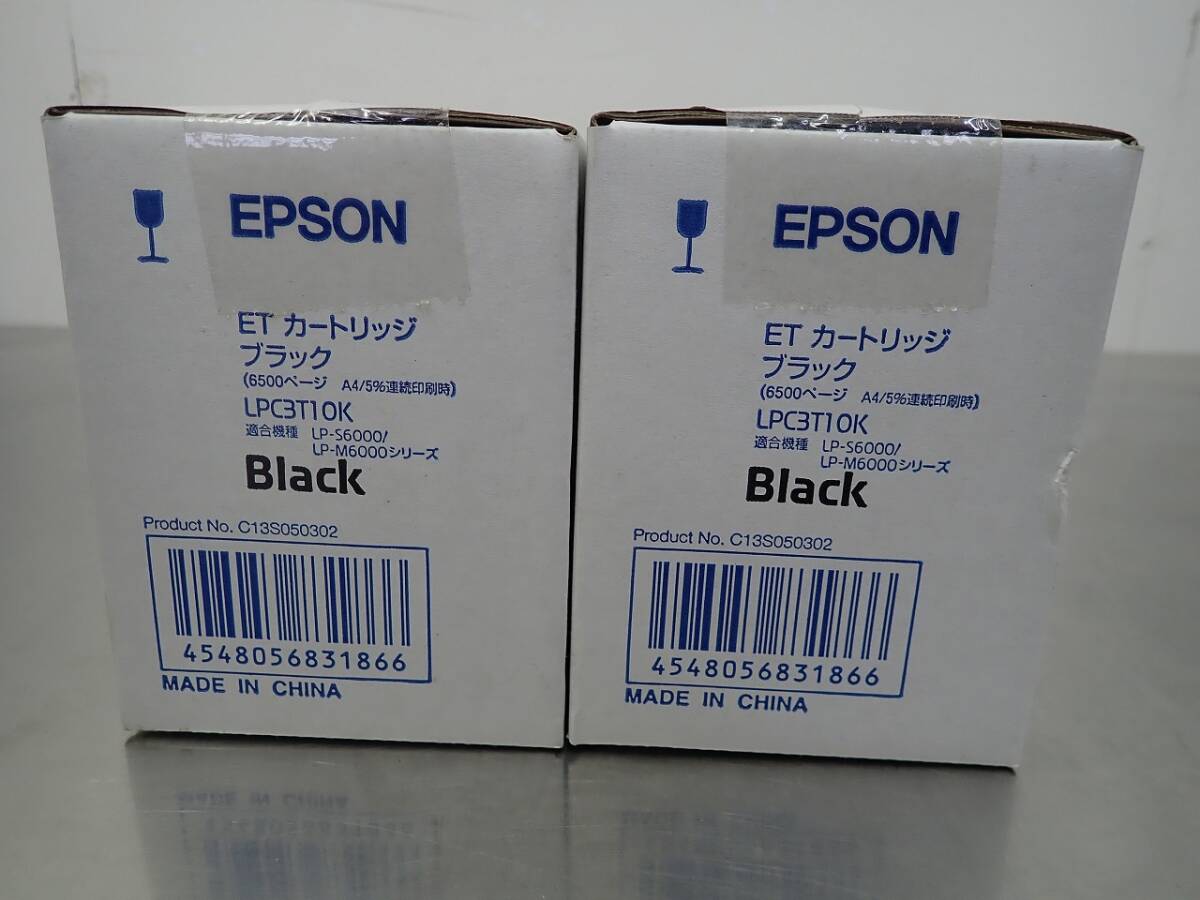 EPSON
ET カートリッジ
ブラック
(6500ページ A4/5%連続印刷時)
LPC3T10K
適合機種 LP-S6000/
LP-M6000シリーズ
Black
Product No. C13S050302
4548056831866
MADE IN CHINA
EPSON
ET カートリッジ
ブラック
(6500ページ A4/5%連続印刷時)
LPC3T10K
適合機種 LP-S6000/
LP-M6000シリーズ
Black
Product No. C13S050302
4548056831866
MADE IN CHINA